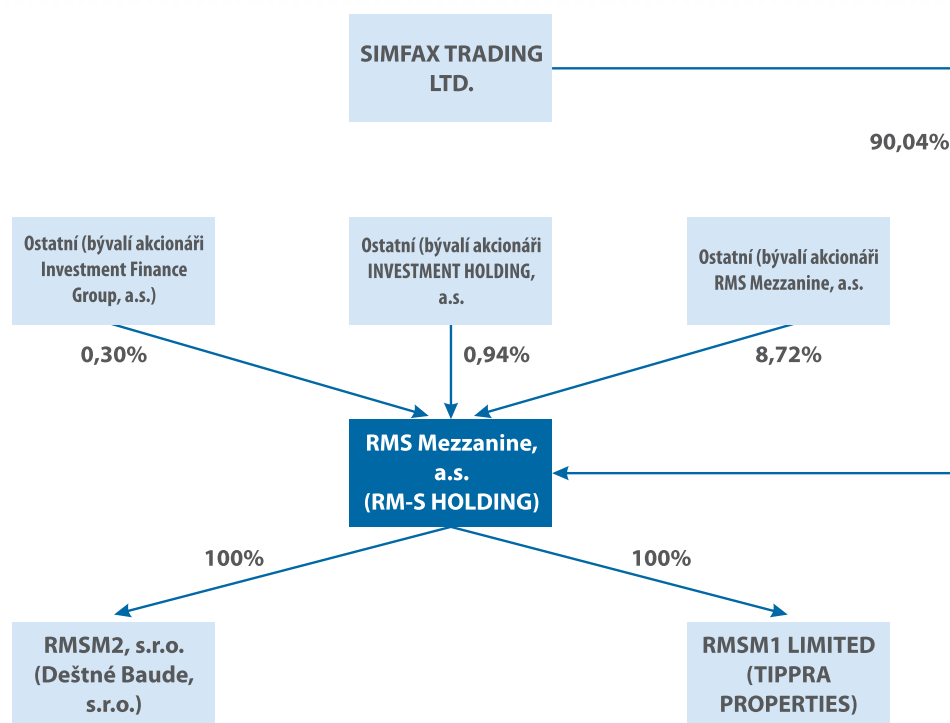 SIMFAX TRADING
LTD.
90,04%
Ostatní (bývalí akcionáři
Investment Finance
Group, a.s.)
Ostatní (bývalí akcionáři
INVESTMENT HOLDING,
a.s.
Ostatní (bývalí akcionáři
RMS Mezzanine, a.s.
0,30%
0,94%
8,72%
RMS Mezzanine,
a.s.
(RM-S HOLDING)
100%
100%
RMSM2, s.r.o.
(Deštné Baude,
s.r.o.)
RMSM1 LIMITED
(TIPPRA
PROPERTIES)